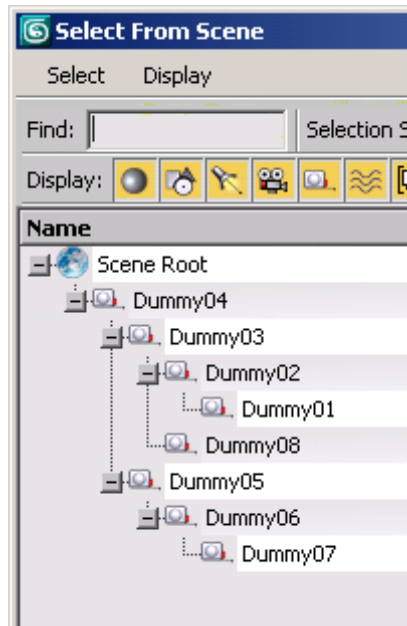 Select From Scene
Select Display
Find: Selection S
Display:
Name
Scene Root
Dummy04
Dummy03
Dummy02
Dummy01
Dummy08
Dummy05
Dummy06
Dummy07